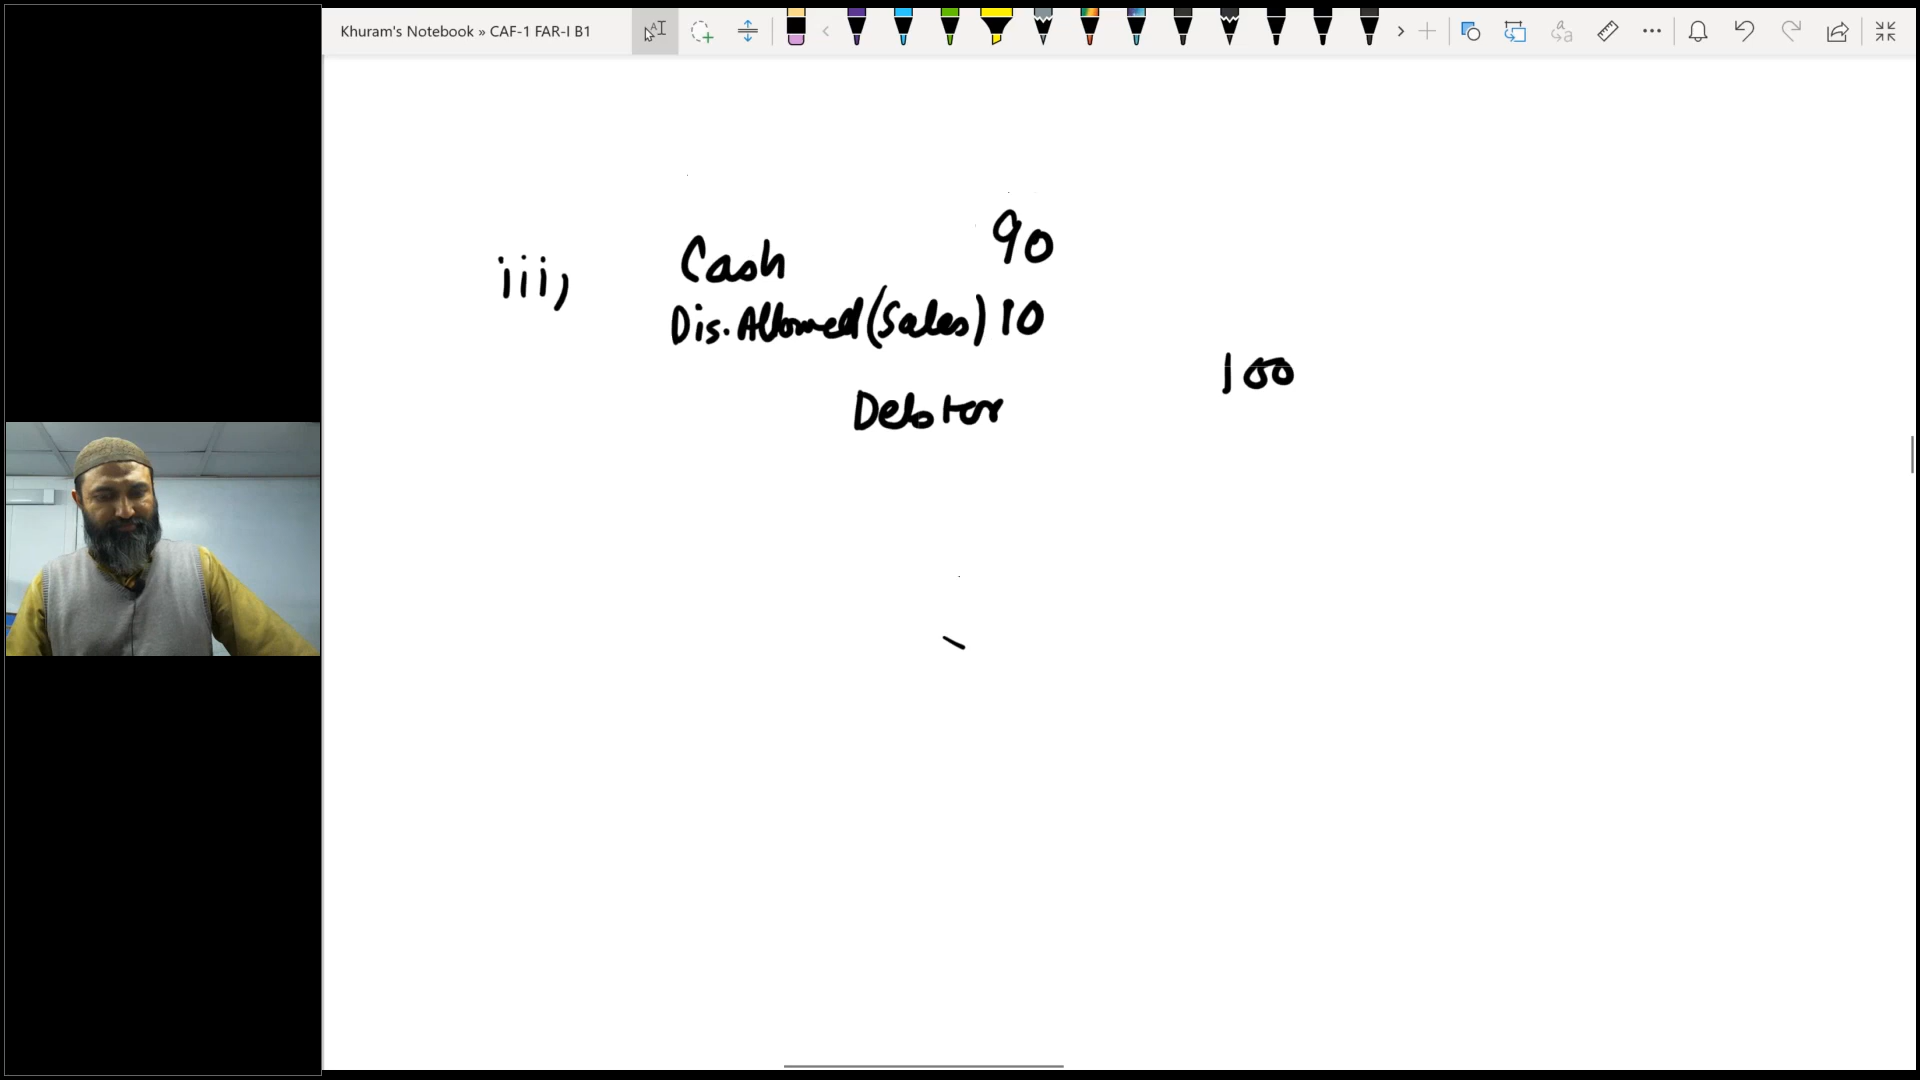 Khuram's Notebook » CAF-1 FAR-I B1
iii) Cash 90
Dis. Allowed (Sales) 10
Debtor 100